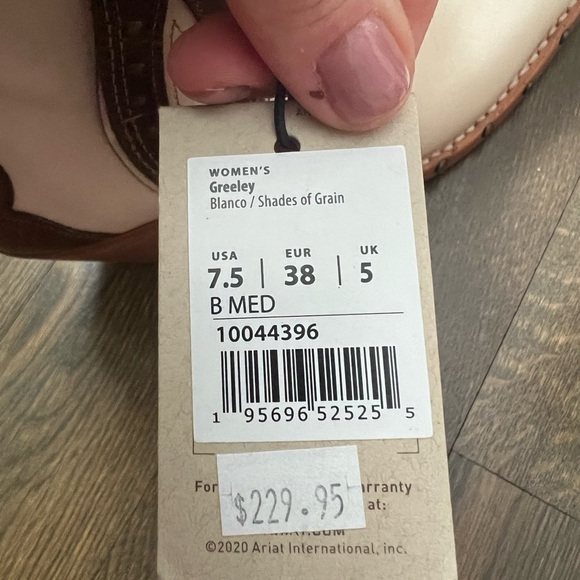 WOMEN'S
Greeley
Blanco / Shades of Grain
USA EUR UK
7.5 | 38 | 5
B MED
10044396
1 95696 52525 5
For
$229.95
at:
©2020 Ariat International, inc.